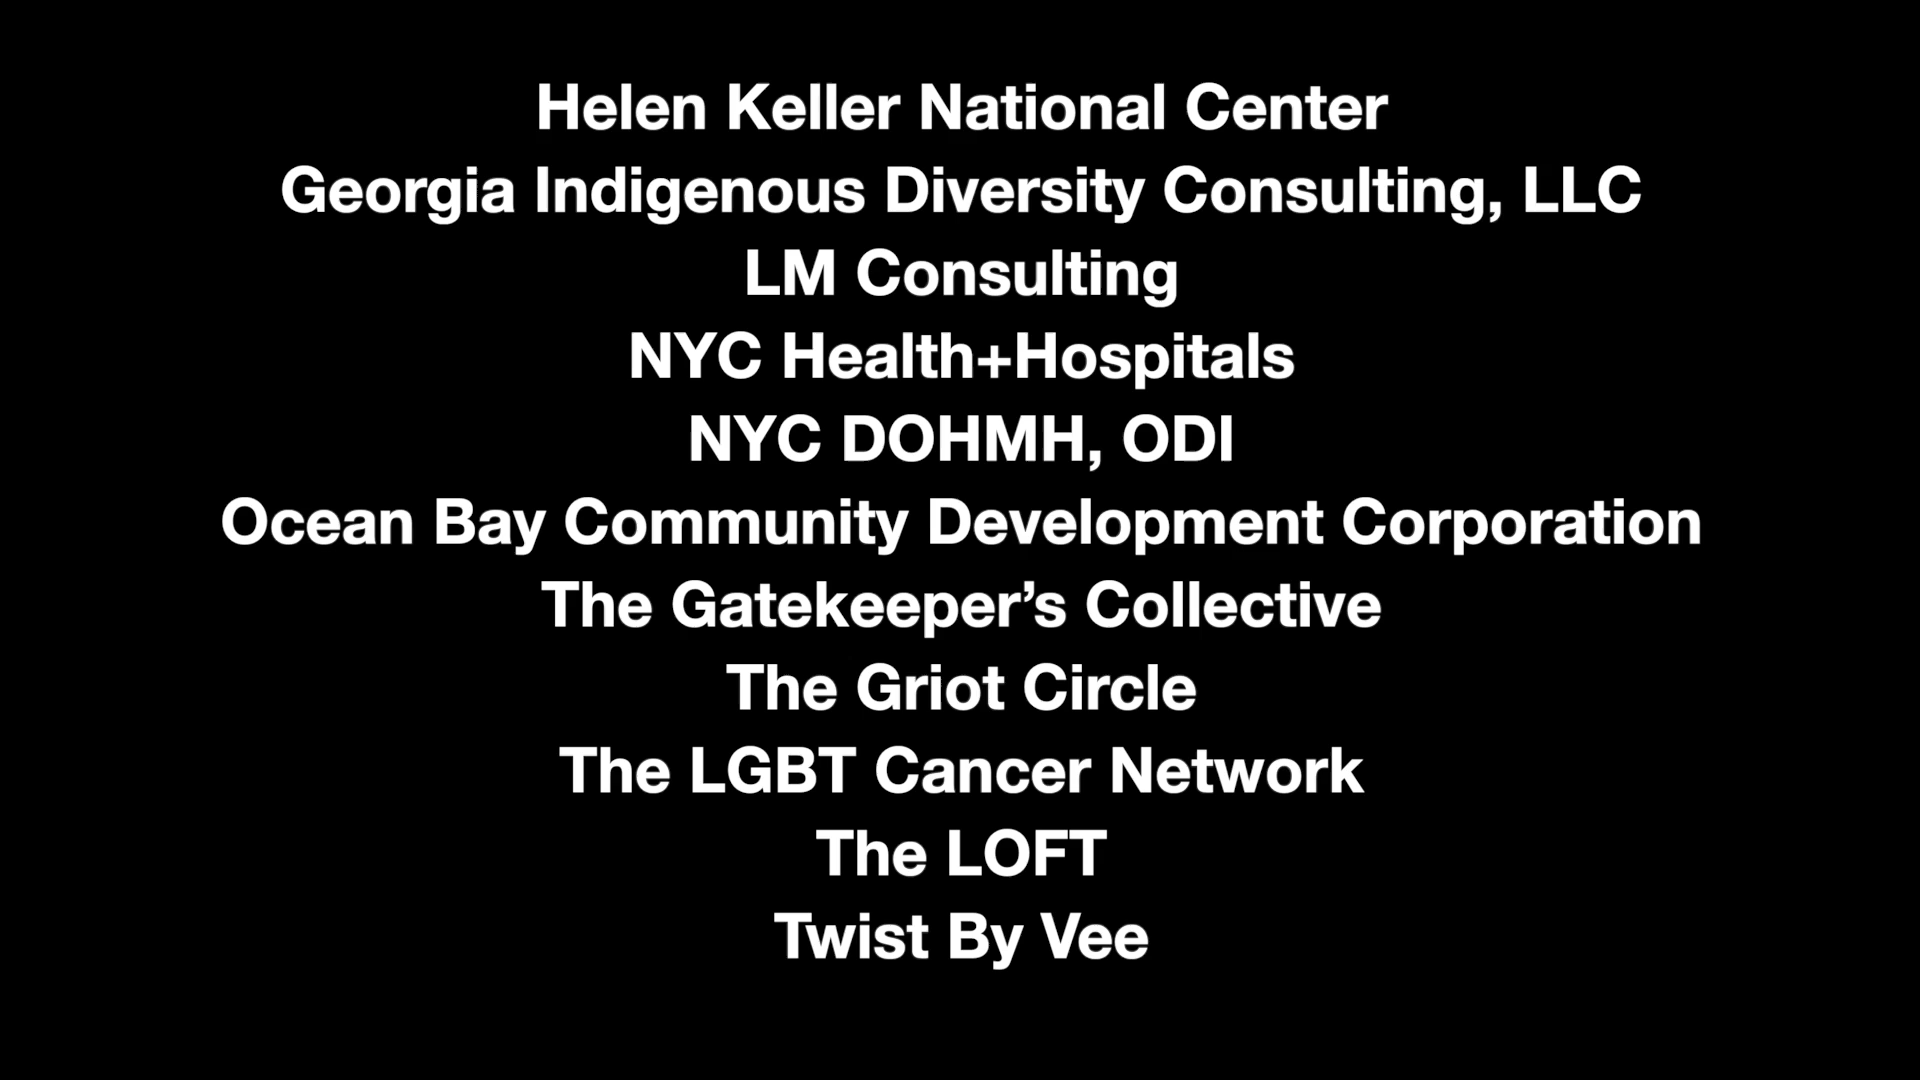 Helen Keller National Center
Georgia Indigenous Diversity Consulting, LLC
LM Consulting
NYC Health+Hospitals
NYC DOHMH, ODI
Ocean Bay Community Development Corporation
The Gatekeeper’s Collective
The Griot Circle
The LGBT Cancer Network
The LOFT
Twist By Vee